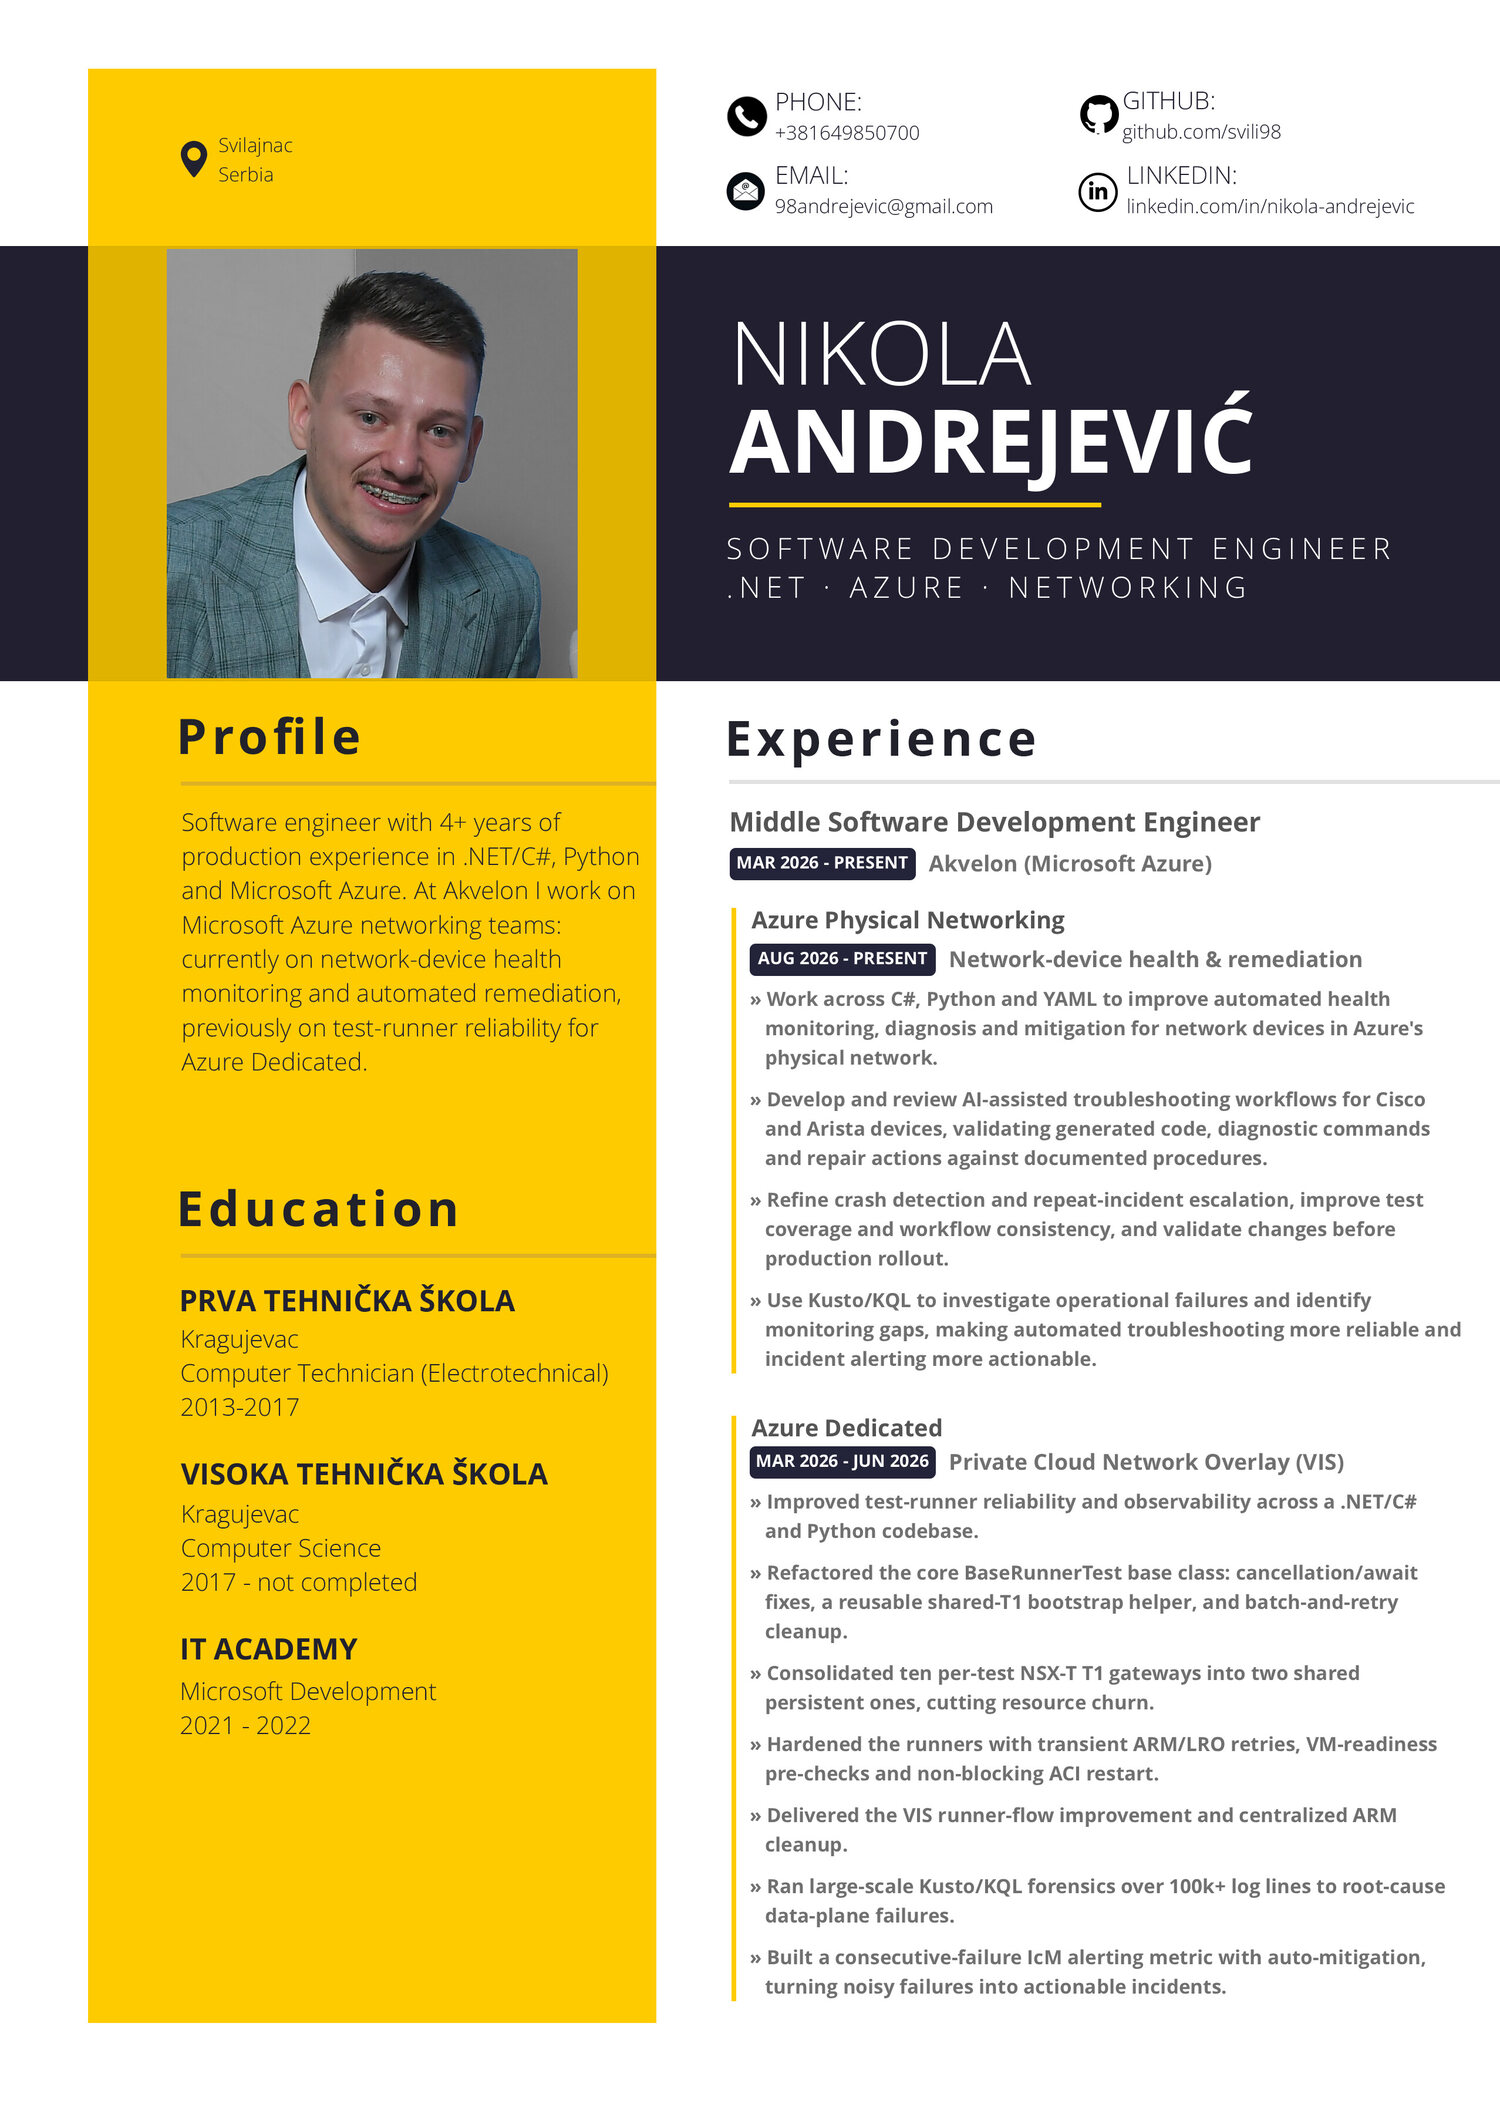 Svilajnac
Serbia
PHONE:
+381649850700
EMAIL:
98andrejevic@gmail.com
GITHUB:
github.com/svili98
LINKEDIN:
linkedin.com/in/nikola-andrejevic
NIKOLA
ANDREJEVIĆ
SOFTWARE DEVELOPMENT ENGINEER
.NET · AZURE · NETWORKING
Profile
Software engineer with 4+ years of
production experience in .NET/C#, Python
and Microsoft Azure. At Akvelon I work on
Microsoft Azure networking teams:
currently on network-device health
monitoring and automated remediation,
previously on test-runner reliability for
Azure Dedicated.
Education
PRVA TEHNIČKA ŠKOLA
Kragujevac
Computer Technician (Electrotechnical)
2013-2017
VISOKA TEHNIČKA ŠKOLA
Kragujevac
Computer Science
2017 - not completed
IT ACADEMY
Microsoft Development
2021 - 2022
Experience
Middle Software Development Engineer
MAR 2026 - PRESENT Akvelon (Microsoft Azure)
Azure Physical Networking
AUG 2026 - PRESENT Network-device health & remediation
» Work across C#, Python and YAML to improve automated health
monitoring, diagnosis and mitigation for network devices in Azure's
physical network.
» Develop and review AI-assisted troubleshooting workflows for Cisco
and Arista devices, validating generated code, diagnostic commands
and repair actions against documented procedures.
» Refine crash detection and repeat-incident escalation, improve test
coverage and workflow consistency, and validate changes before
production rollout.
» Use Kusto/KQL to investigate operational failures and identify
monitoring gaps, making automated troubleshooting more reliable and
incident alerting more actionable.
Azure Dedicated
MAR 2026 - JUN 2026 Private Cloud Network Overlay (VIS)
» Improved test-runner reliability and observability across a .NET/C#
and Python codebase.
» Refactored the core BaseRunnerTest base class: cancellation/await
fixes, a reusable shared-T1 bootstrap helper, and batch-and-retry
cleanup.
» Consolidated ten per-test NSX-T T1 gateways into two shared
persistent ones, cutting resource churn.
» Hardened the runners with transient ARM/LRO retries, VM-readiness
pre-checks and non-blocking ACI restart.
» Delivered the VIS runner-flow improvement and centralized ARM
cleanup.
» Ran large-scale Kusto/KQL forensics over 100k+ log lines to root-cause
data-plane failures.
» Built a consecutive-failure IcM alerting metric with auto-mitigation,
turning noisy failures into actionable incidents.